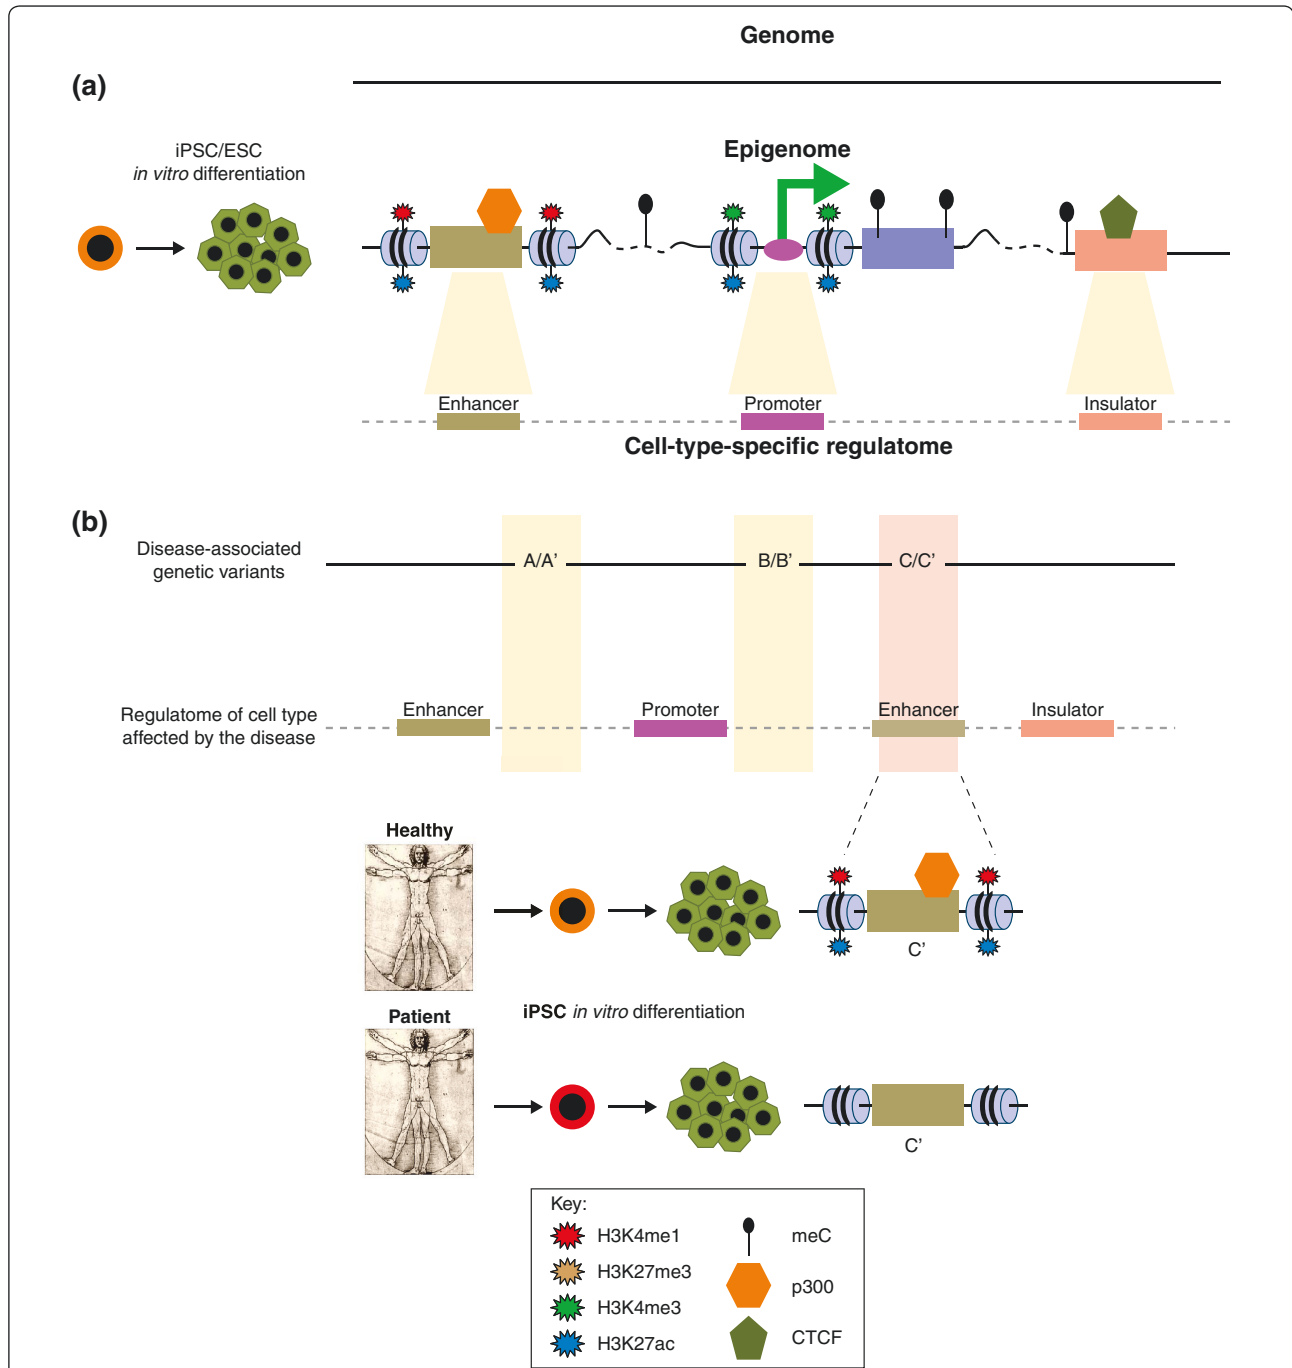 Genome
(a)
iPSC/ESC
in vitro differentiation
Epigenome
Enhancer
Promoter
Insulator
Cell-type-specific regulatome
(b)
Disease-associated
genetic variants
A/A'
B/B'
C/C'
Regulatome of cell type
affected by the disease
Enhancer
Promoter
Enhancer
Insulator
Healthy
C'
Patient
iPSC in vitro differentiation
C'
Key:
H3K4me1
H3K27me3
H3K4me3
H3K27ac
meC
p300
CTCF